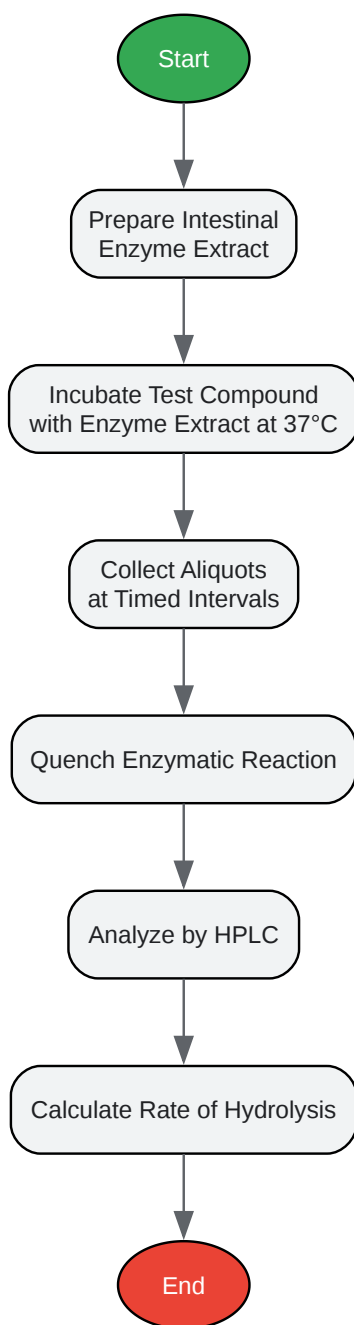 Start
Prepare Intestinal
Enzyme Extract
Incubate Test Compound
with Enzyme Extract at 37°C
Collect Aliquots
at Timed Intervals
Quench Enzymatic Reaction
Analyze by HPLC
Calculate Rate of Hydrolysis
End